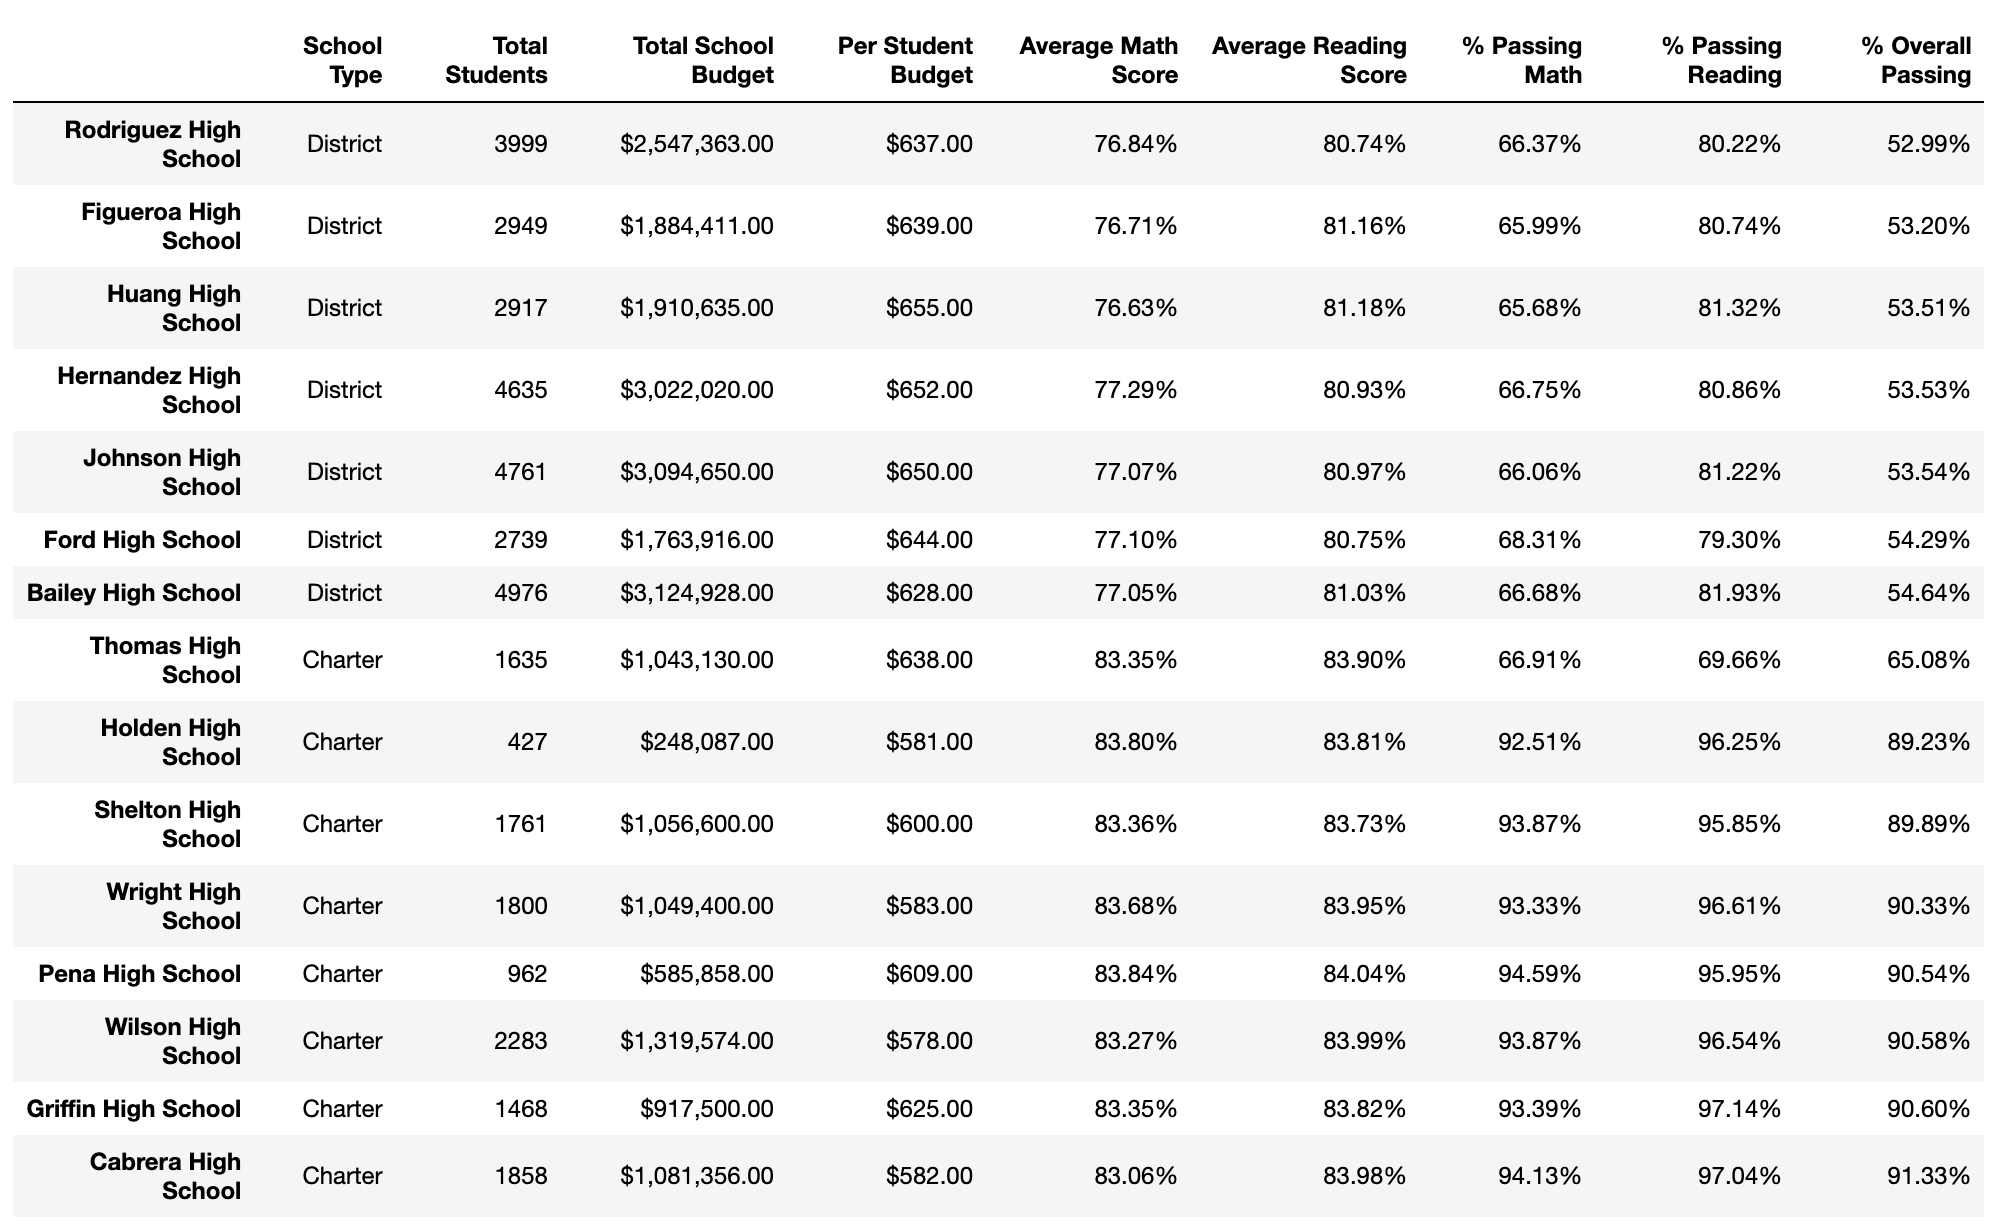 School Type Total Students Total School Budget Per Student Budget Average Math Score Average Reading Score % Passing Math % Passing Reading % Overall Passing
Rodriguez High School District 3999 $2,547,363.00 $637.00 76.84% 80.74% 66.37% 80.22% 52.99%
Figueroa High School District 2949 $1,884,411.00 $639.00 76.71% 81.16% 65.99% 80.74% 53.20%
Huang High School District 2917 $1,910,635.00 $655.00 76.63% 81.18% 65.68% 81.32% 53.51%
Hernandez High School District 4635 $3,022,020.00 $652.00 77.29% 80.93% 66.75% 80.86% 53.53%
Johnson High School District 4761 $3,094,650.00 $650.00 77.07% 80.97% 66.06% 81.22% 53.54%
Ford High School District 2739 $1,763,916.00 $644.00 77.10% 80.75% 68.31% 79.30% 54.29%
Bailey High School District 4976 $3,124,928.00 $628.00 77.05% 81.03% 66.68% 81.93% 54.64%
Thomas High School Charter 1635 $1,043,130.00 $638.00 83.35% 83.90% 66.91% 69.66% 65.08%
Holden High School Charter 427 $248,087.00 $581.00 83.80% 83.81% 92.51% 96.25% 89.23%
Shelton High School Charter 1761 $1,056,600.00 $600.00 83.36% 83.73% 93.87% 95.85% 89.89%
Wright High School Charter 1800 $1,049,400.00 $583.00 83.68% 83.95% 93.33% 96.61% 90.33%
Pena High School Charter 962 $585,858.00 $609.00 83.84% 84.04% 94.59% 95.95% 90.54%
Wilson High School Charter 2283 $1,319,574.00 $578.00 83.27% 83.99% 93.87% 96.54% 90.58%
Griffin High School Charter 1468 $917,500.00 $625.00 83.35% 83.82% 93.39% 97.14% 90.60%
Cabrera High School Charter 1858 $1,081,356.00 $582.00 83.06% 83.98% 94.13% 97.04% 91.33%